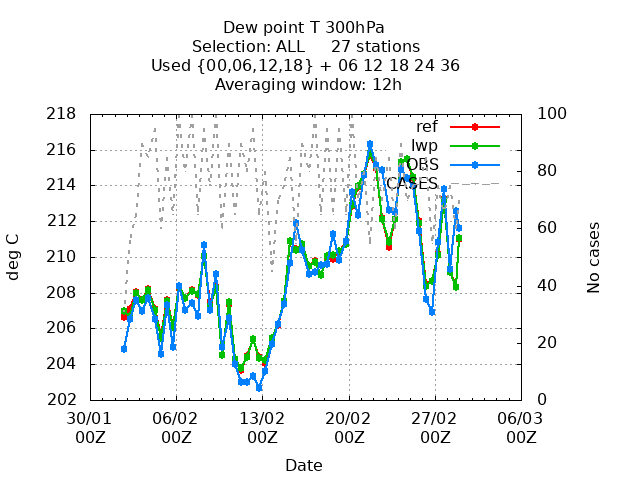 Dew point T 300hPa
Selection: ALL 27 stations
Used {00,06,12,18} + 06 12 18 24 36
Averaging window: 12h
218 100
ref
216
lwp
OBS 80
214 CASES
212 60
deg C
No cases
210
208 40
206
204 20
202 0
30/01 06/02 13/02 20/02 27/02 06/03
00Z 00Z 00Z 00Z 00Z 00Z
Date